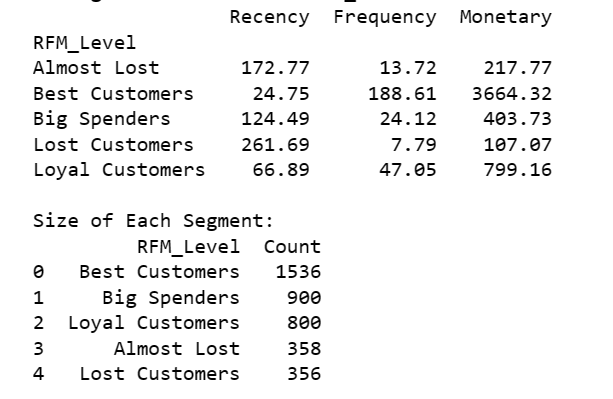 Recency Frequency Monetary
RFM_Level
Almost Lost 172.77 13.72 217.77
Best Customers 24.75 188.61 3664.32
Big Spenders 124.49 24.12 403.73
Lost Customers 261.69 7.79 107.07
Loyal Customers 66.89 47.05 799.16
Size of Each Segment:
RFM_Level Count
0 Best Customers 1536
1 Big Spenders 900
2 Loyal Customers 800
3 Almost Lost 358
4 Lost Customers 356